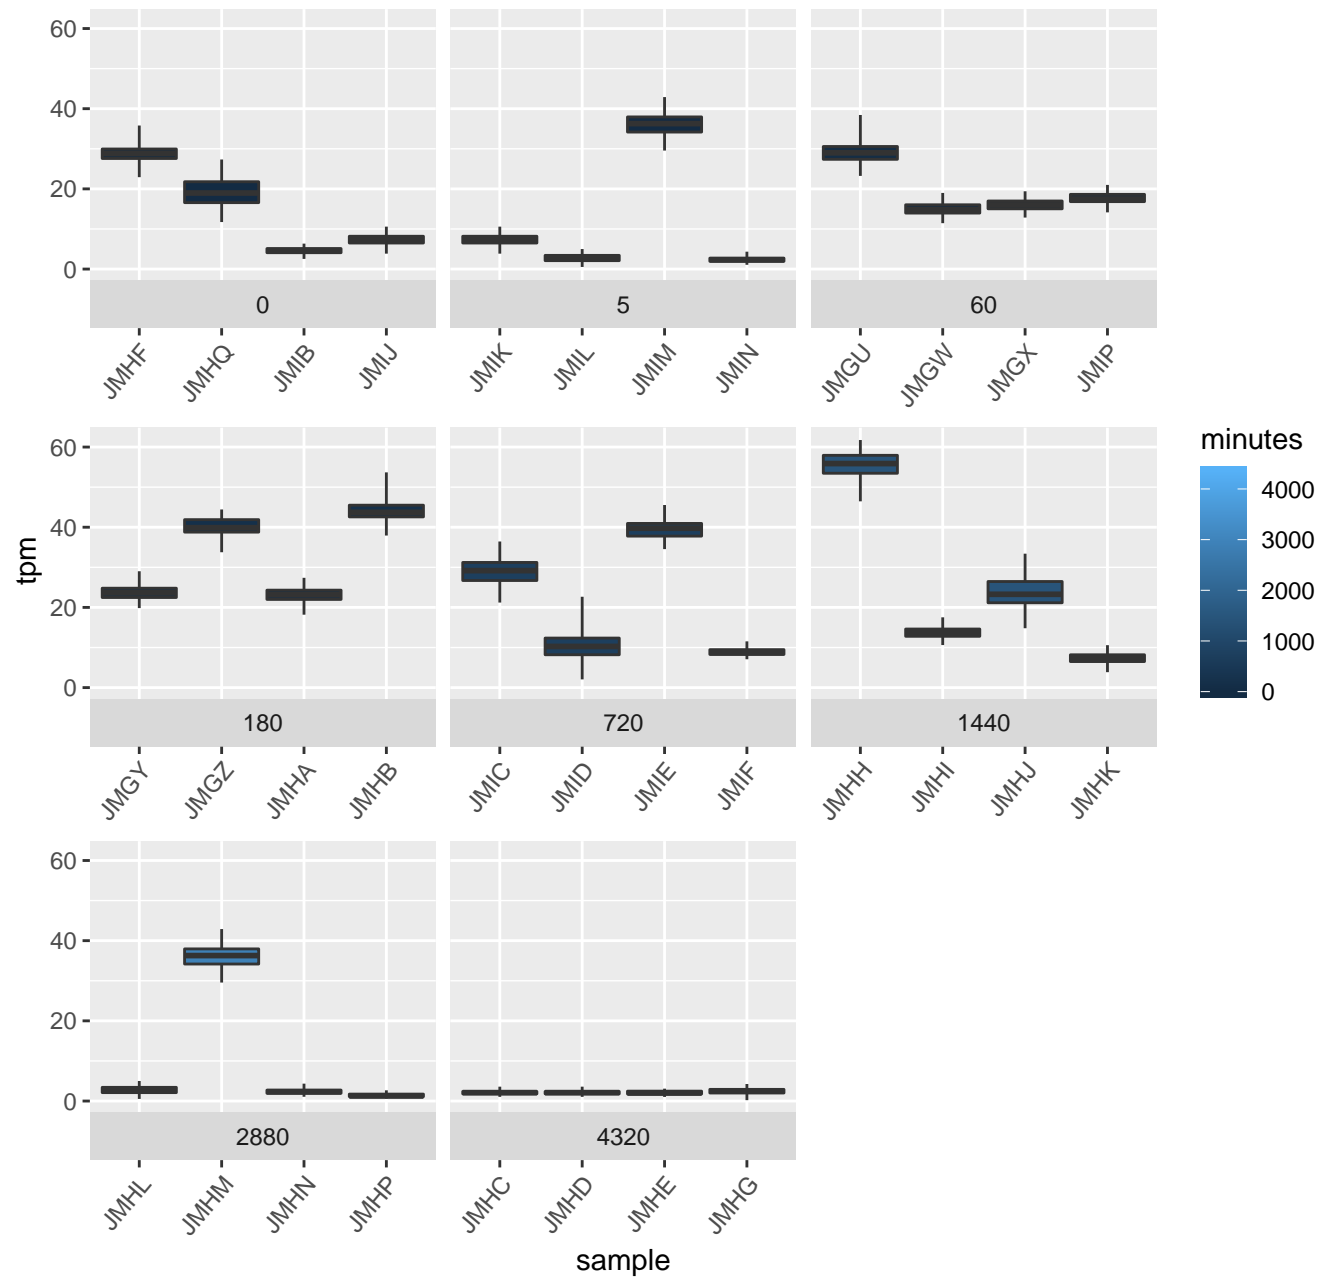 60
40
20
0
0
5
60
JMHF JMHQ JMIB JMIJ
JMIK JMIL JMIM JMIN
JMGU JMGW JMGX JMIP
tpm
60
40
20
0
180
720
1440
JMGY JMGZ JMHA JMHB
JMIC JMID JMIE JMIF
JMHH JMHI JMHJ JMHK
minutes
4000
3000
2000
1000
0
60
40
20
0
2880
4320
JMHL JMHM JMHN JMHP
JMHC JMHD JMHE JMHG
sample